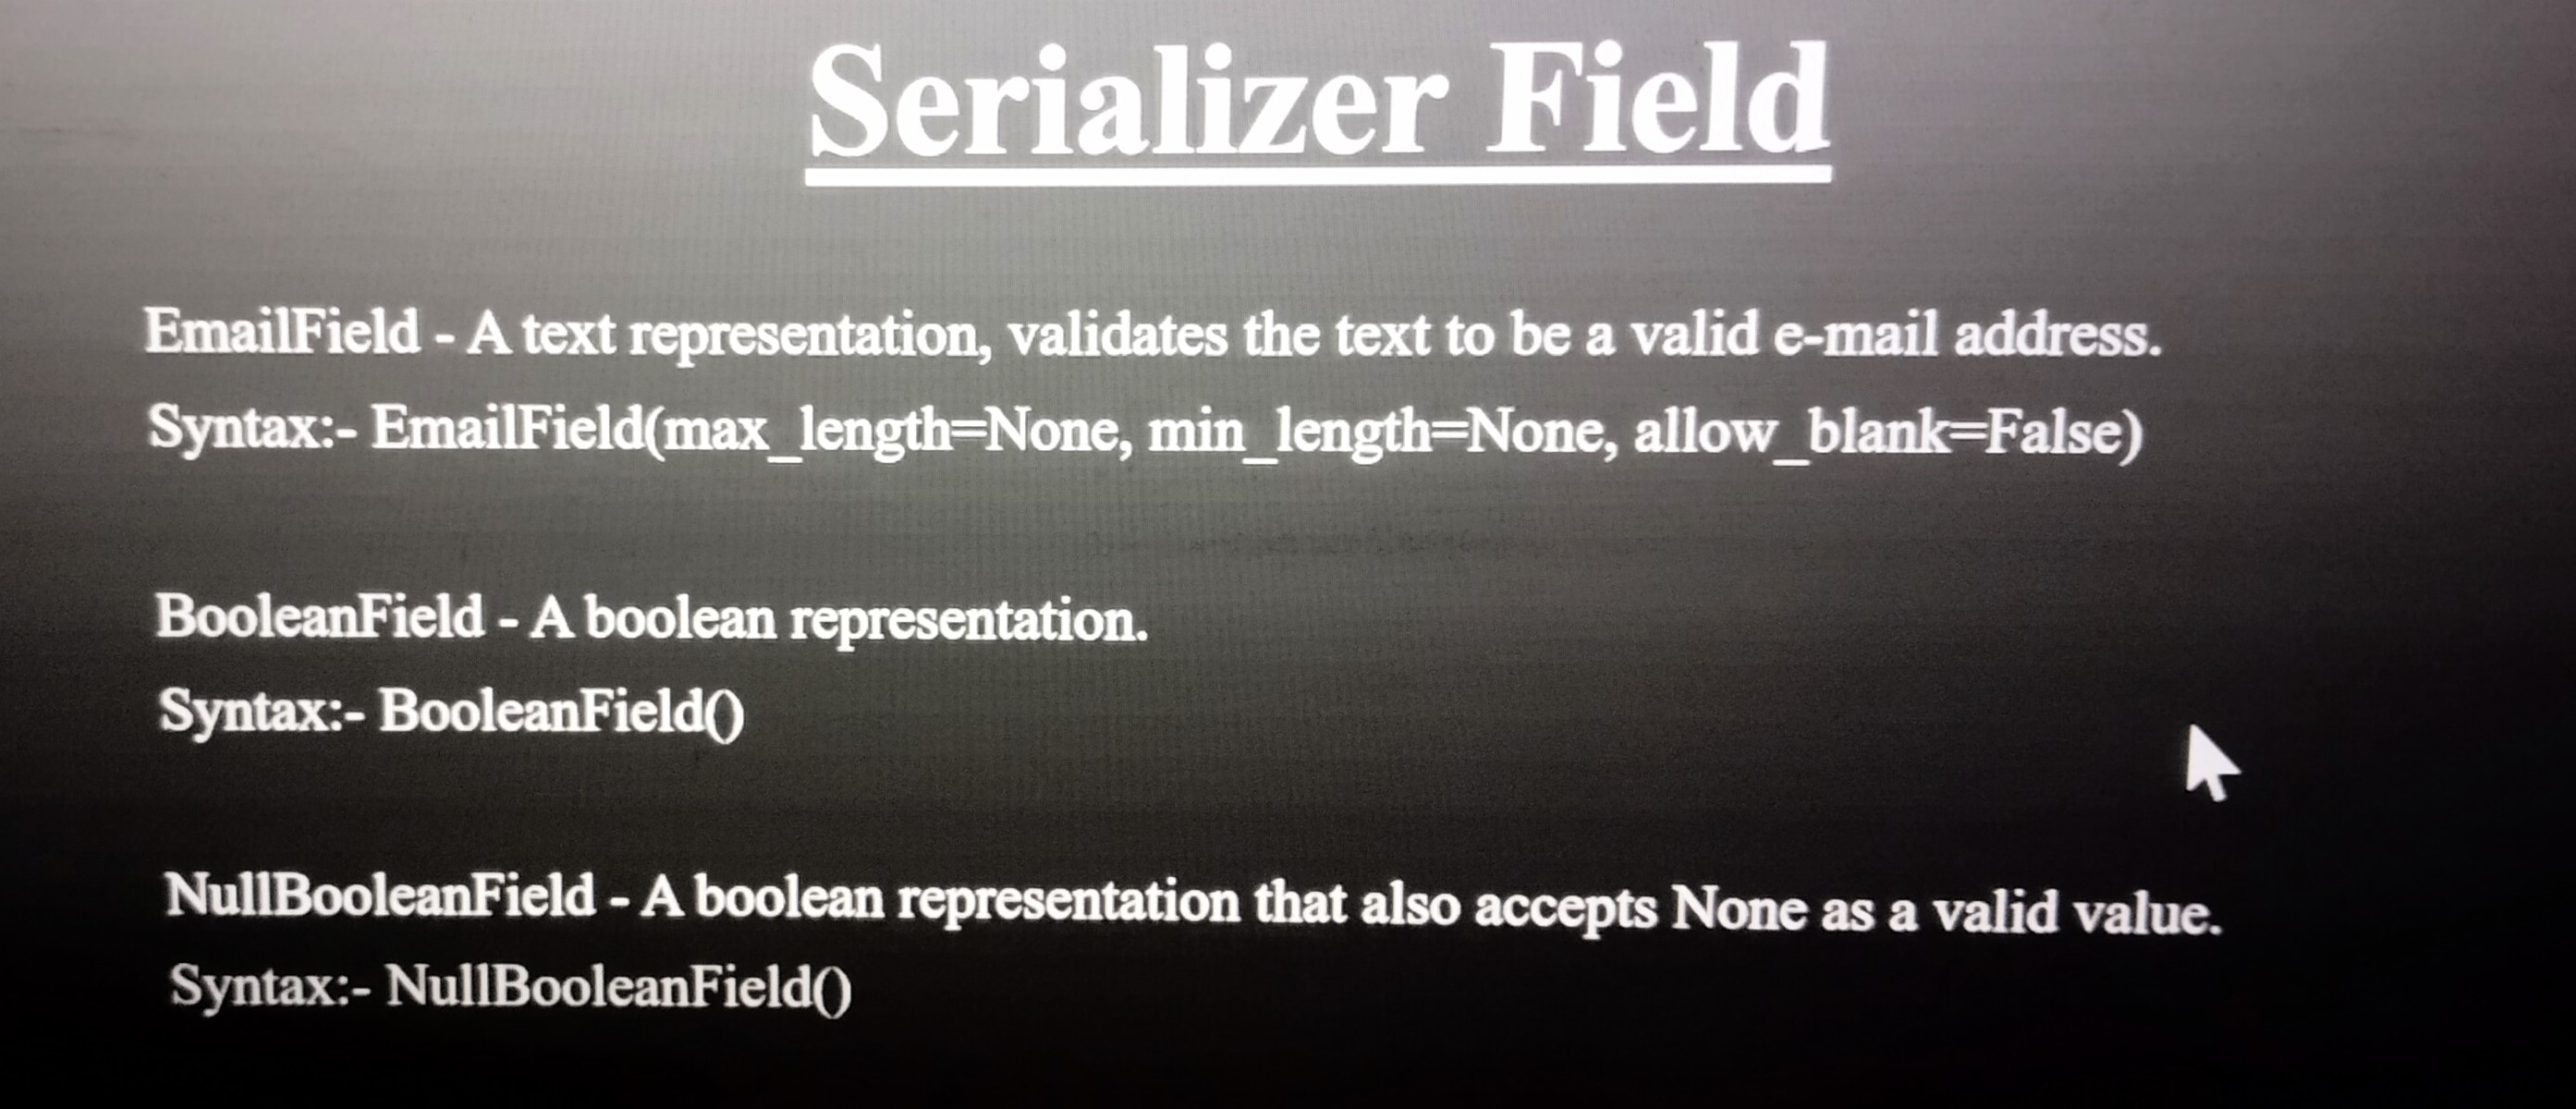 Serializer Field
EmailField - A text representation, validates the text to be a valid e-mail address.
Syntax:- EmailField(max_length=None, min_length=None, allow_blank=False)
BooleanField - A boolean representation.
Syntax:- BooleanField()
NullBooleanField - A boolean representation that also accepts None as a valid value.
Syntax:- NullBooleanField()